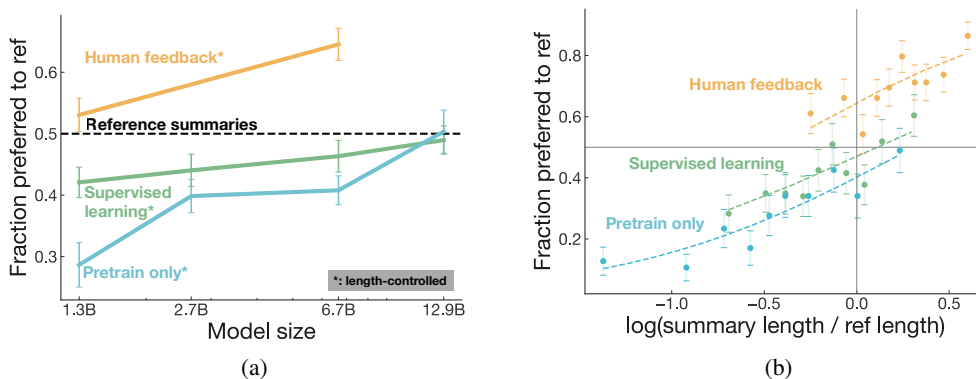 Fraction preferred to ref
0.6
0.5
0.4
0.3
Human feedback*
Reference summaries
Supervised
learning*
Pretrain only*
*: length-controlled
1.3B
2.7B
6.7B
12.9B
Model size
(a)
Fraction preferred to ref
0.8
0.6
0.4
0.2
Human feedback
Supervised learning
Pretrain only
−1.0
−0.5
0.0
0.5
log(summary length / ref length)
(b)